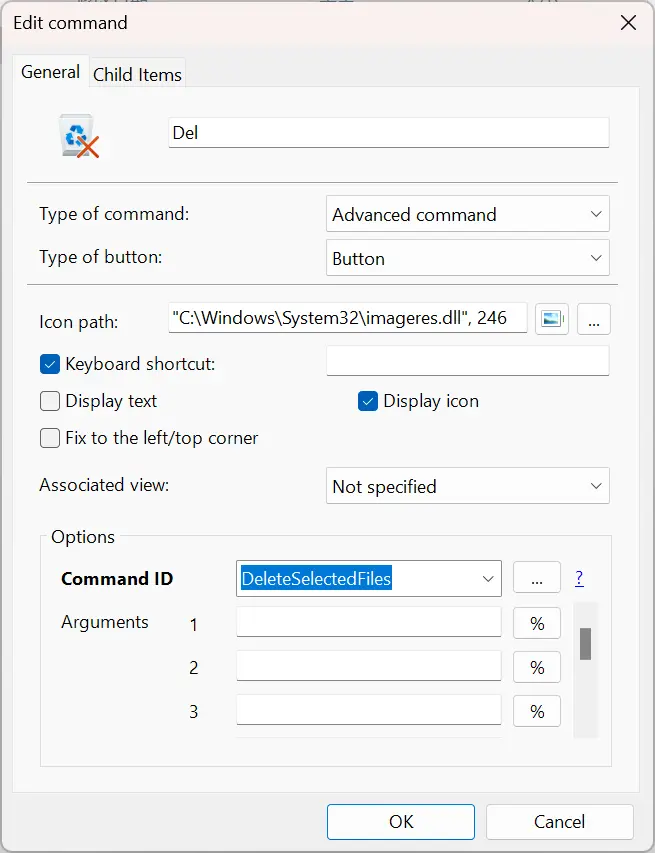 Edit command
General
Child Items
Del
Type of command:
Advanced command
Type of button:
Button
Icon path:
"C:\Windows\System32\imageres.dll", 246
...
Keyboard shortcut:
Display text
Display icon
Fix to the left/top corner
Associated view:
Not specified
Options
Command ID
DeleteSelectedFiles
...
?
Arguments
1
%
2
%
3
%
OK
Cancel